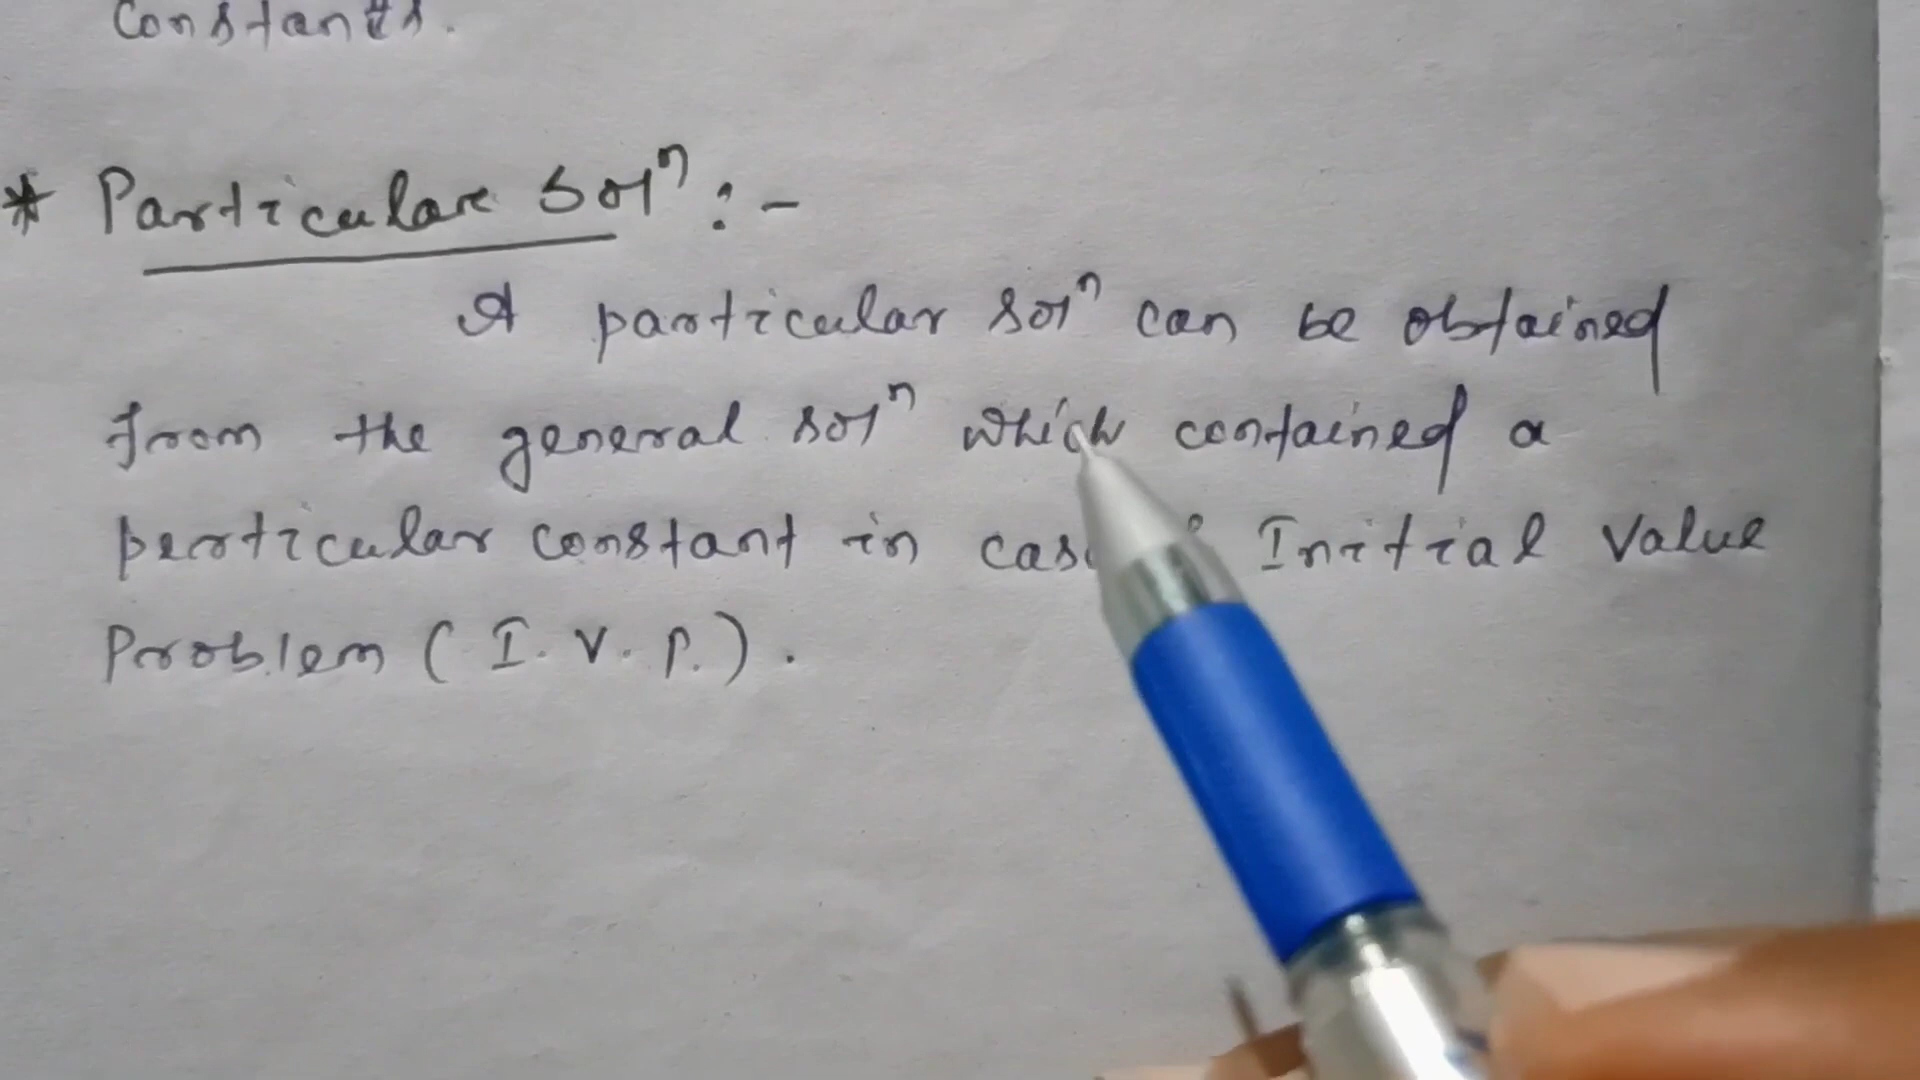 Constants.
* Particular Solⁿ :-
A particular solⁿ can be obtained
from the general solⁿ which contained a
particular constant in case Initial Value
Problem ( I. V. P. ) .